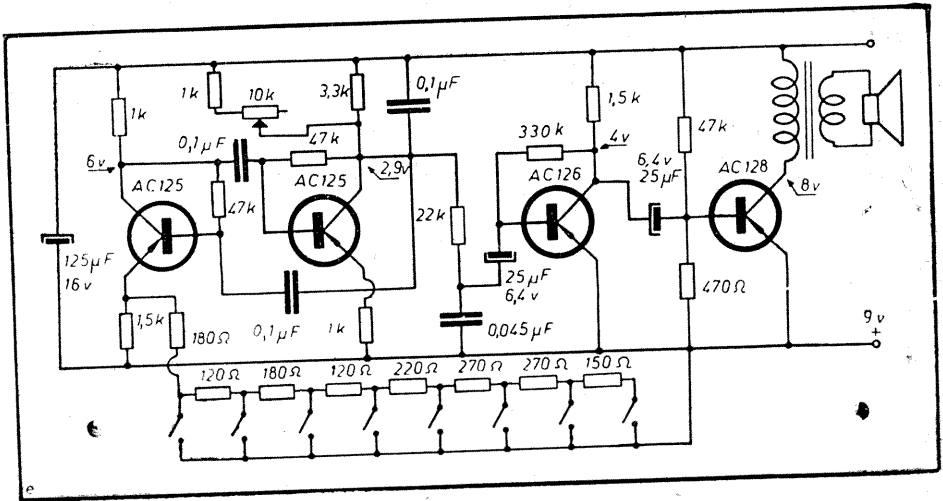 1k
1k
10k
3,3k
0,1µF
1,5k
47k
0,1µF
47k
330k
4v
6v
2,9v
6,4v
25µF
AC125
AC125
AC126
AC128
8v
47k
22k
125µF
16v
25µF
6,4v
470Ω
1,5k
180Ω
0,1µF
1k
0,045µF
9v
+
120Ω
180Ω
120Ω
220Ω
270Ω
270Ω
150Ω
e